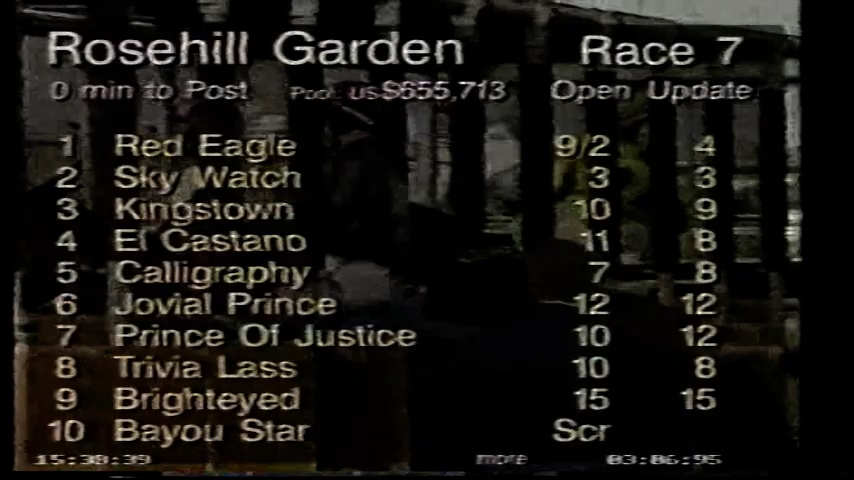 Rosehill Garden Race 7
0 min to Post Pool US$655,713 Open Update
1 Red Eagle 9/2 4
2 Sky Watch 3 3
3 Kingstown 10 9
4 El Castano 11 8
5 Calligraphy 7 8
6 Jovial Prince 12 12
7 Prince Of Justice 10 12
8 Trivia Lass 10 8
9 Brighteyed 15 15
10 Bayou Star Scr
15:38:39 more 03:06:95